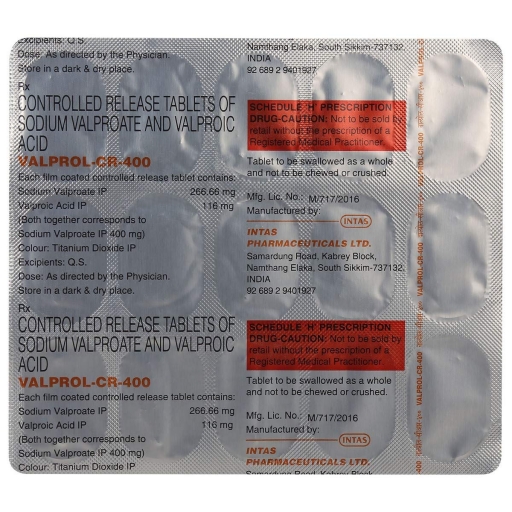 Excipients: Q.S.
Dose: As directed by the Physician.
Store in a dark & dry place.
Rx
CONTROLLED RELEASE TABLETS OF
SODIUM VALPROATE AND VALPROIC
ACID
VALPROL-CR-400
Each film coated controlled release tablet contains:
Sodium Valproate IP 266.66 mg
Valproic Acid IP 116 mg
(Both together corresponds to
Sodium Valproate IP 400 mg)
Colour: Titanium Dioxide IP
Excipients: Q.S.
Dose: As directed by the Physician.
Store in a dark & dry place.
Rx
CONTROLLED RELEASE TABLETS OF
SODIUM VALPROATE AND VALPROIC
ACID
VALPROL-CR-400
Each film coated controlled release tablet contains:
Sodium Valproate IP 266.66 mg
Valproic Acid IP 116 mg
(Both together corresponds to
Sodium Valproate IP 400 mg)
Colour: Titanium Dioxide IP
Namthang Elaka, South Sikkim-737132,
INDIA
92 689 2 9401927
SCHEDULE 'H' PRESCRIPTION
DRUG-CAUTION: Not to be sold by
retail without the prescription of a
Registered Medical Practitioner.
Tablet to be swallowed as a whole
and not to be chewed or crushed.
Mfg. Lic. No.: M/717/2016
Manufactured by:
INTAS
INTAS
PHARMACEUTICALS LTD.
Samardung Road, Kabrey Block,
Namthang Elaka, South Sikkim-737132,
INDIA
92 689 2 9401927
SCHEDULE 'H' PRESCRIPTION
DRUG-CAUTION: Not to be sold by
retail without the prescription of a
Registered Medical Practitioner.
Tablet to be swallowed as a whole
and not to be chewed or crushed.
Mfg. Lic. No.: M/717/2016
Manufactured by:
INTAS
INTAS
PHARMACEUTICALS LTD.
Samardung Road, Kabrey Block,
VALPROL-CR-400
VALPROL-CR-400
VALPROL-CR-400
-400